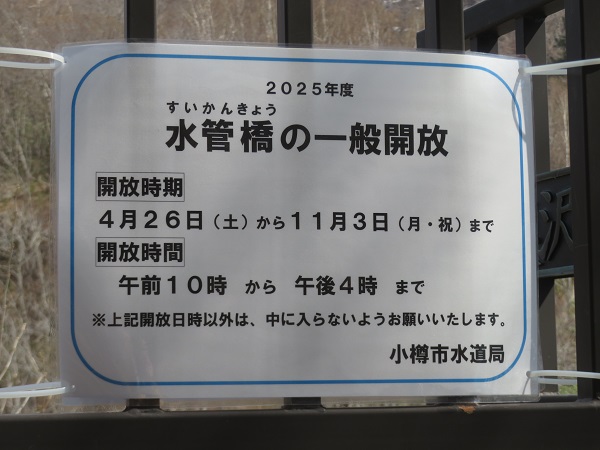 2025年度
すいかんきょう
水管橋の一般開放
開放時期
4月26日（土）から11月3日（月・祝）まで
開放時間
午前10時 から 午後4時 まで
※上記開放日時以外は、中に入らないようお願いいたします。
小樽市水道局
沢